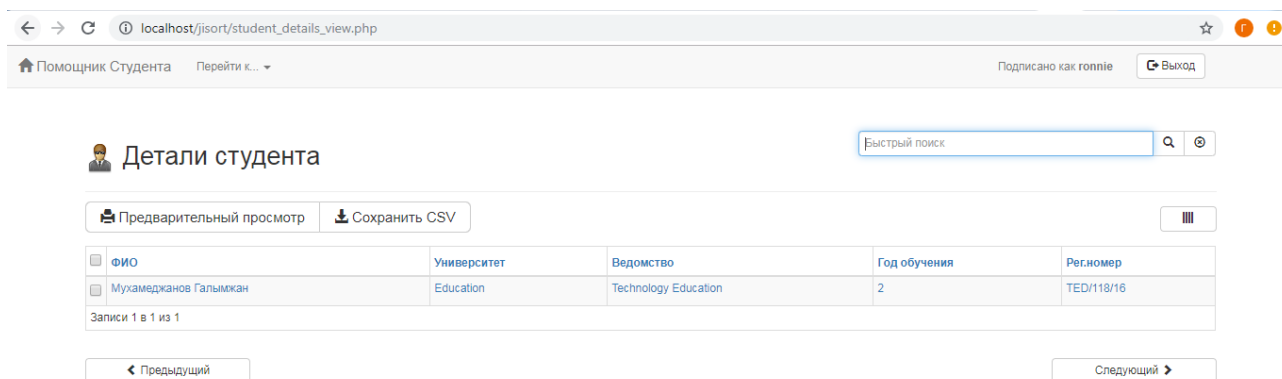 localhost/jisort/student_details_view.php
Г
Помощник Студента Перейти к... Подписано как ronnie Выход
Быстрый поиск
Детали студента
Предварительный просмотр Сохранить CSV
ФИО Университет Ведомство Год обучения Рег.номер
Мухамеджанов Галымжан Education Technology Education 2 TED/118/16
Записи 1 в 1 из 1
Предыдущий Следующий